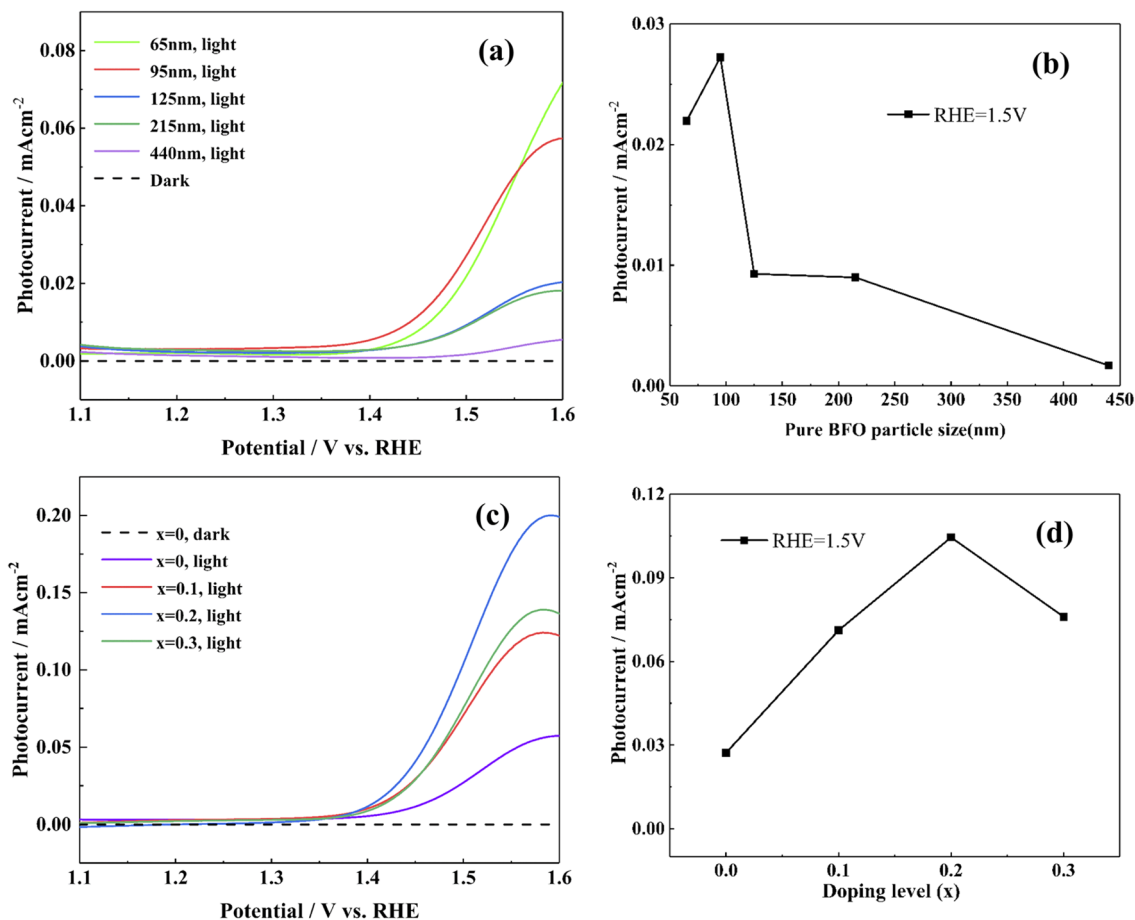 (a)
65nm, light
95nm, light
125nm, light
215nm, light
440nm, light
Dark
0.08
0.06
0.04
0.02
0.00
Photocurrent / mAcm-2
1.1 1.2 1.3 1.4 1.5 1.6
Potential / V vs. RHE
(b)
RHE=1.5V
0.03
0.02
0.01
0.00
Photocurrent / mAcm-2
50 100 150 200 250 300 350 400 450
Pure BFO particle size(nm)
(c)
x=0, dark
x=0, light
x=0.1, light
x=0.2, light
x=0.3, light
0.20
0.15
0.10
0.05
0.00
Photocurrent / mAcm-2
1.1 1.2 1.3 1.4 1.5 1.6
Potential / V vs. RHE
(d)
RHE=1.5V
0.12
0.09
0.06
0.03
0.00
Photocurrent / mAcm-2
0.0 0.1 0.2 0.3
Doping level (x)